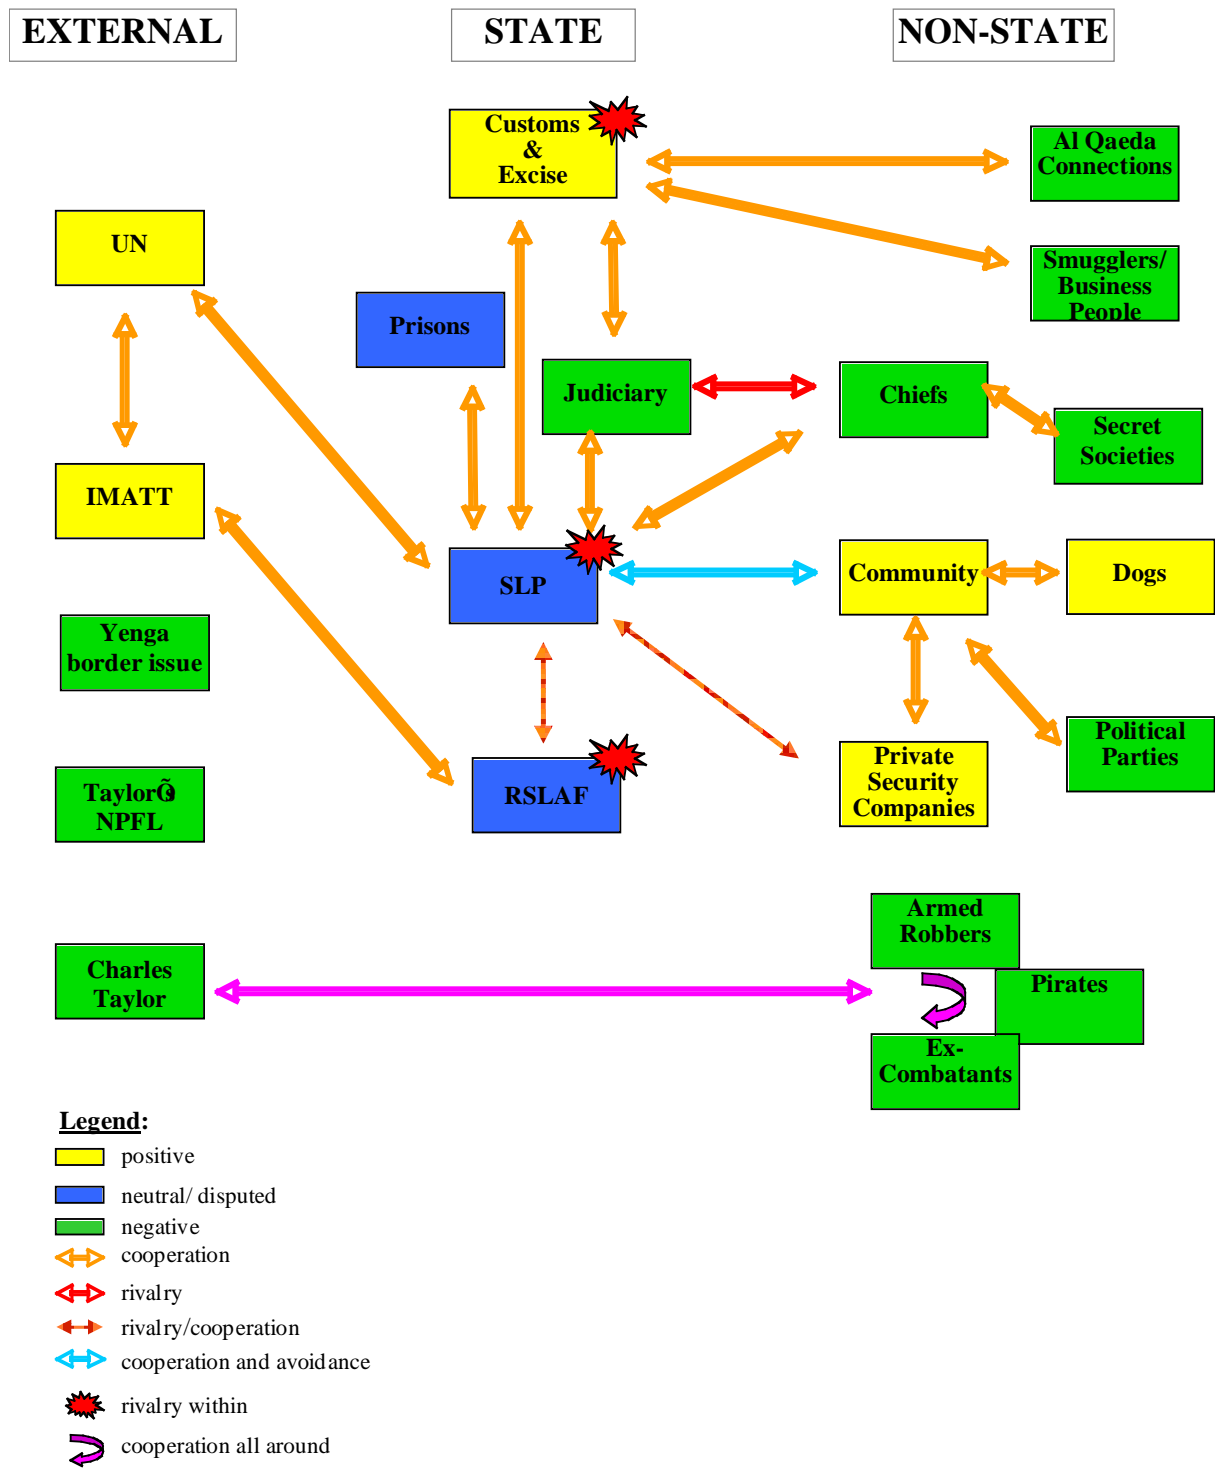 EXTERNAL
STATE
NON-STATE
Customs
&
Excise
Al Qaeda
Connections
UN
Smugglers/
Business
People
Prisons
Judiciary
Chiefs
Secret
Societies
IMATT
SLP
Community
Dogs
Yenga
border issue
Political
Parties
Private
Security
Companies
RSLAF
TaylorÕs
NPFL
Armed
Robbers
Charles
Taylor
Pirates
Ex-
Combatants
Legend:
positive
neutral/ disputed
negative
cooperation
rivalry
rivalry/cooperation
cooperation and avoidance
rivalry within
cooperation all around